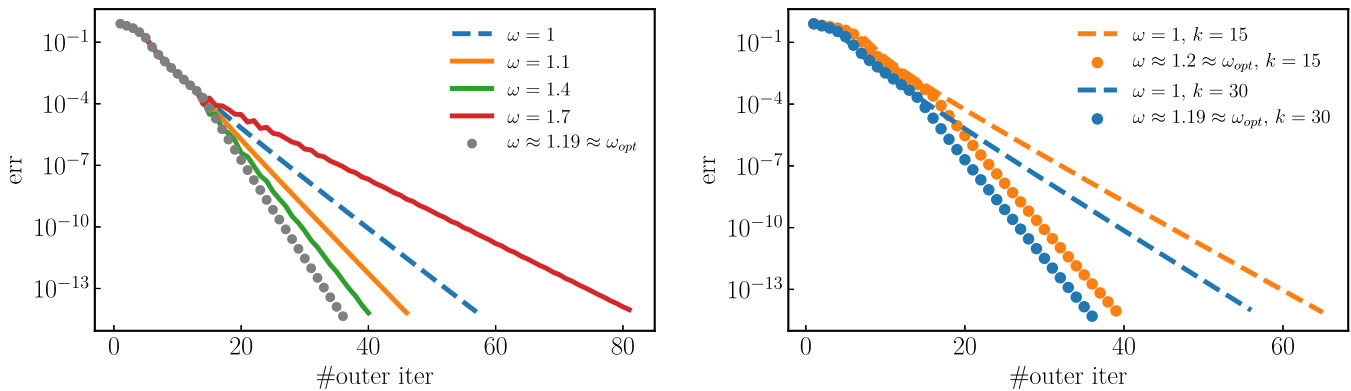 10⁻¹
10⁻⁴
10⁻⁷
10⁻¹⁰
10⁻¹³
err
0 20 40 60 80
#outer iter
ω = 1
ω = 1.1
ω = 1.4
ω = 1.7
ω ≈ 1.19 ≈ ω_opt
10⁻¹
10⁻⁴
10⁻⁷
10⁻¹⁰
10⁻¹³
err
0 20 40 60
#outer iter
ω = 1, k = 15
ω ≈ 1.2 ≈ ω_opt, k = 15
ω = 1, k = 30
ω ≈ 1.19 ≈ ω_opt, k = 30